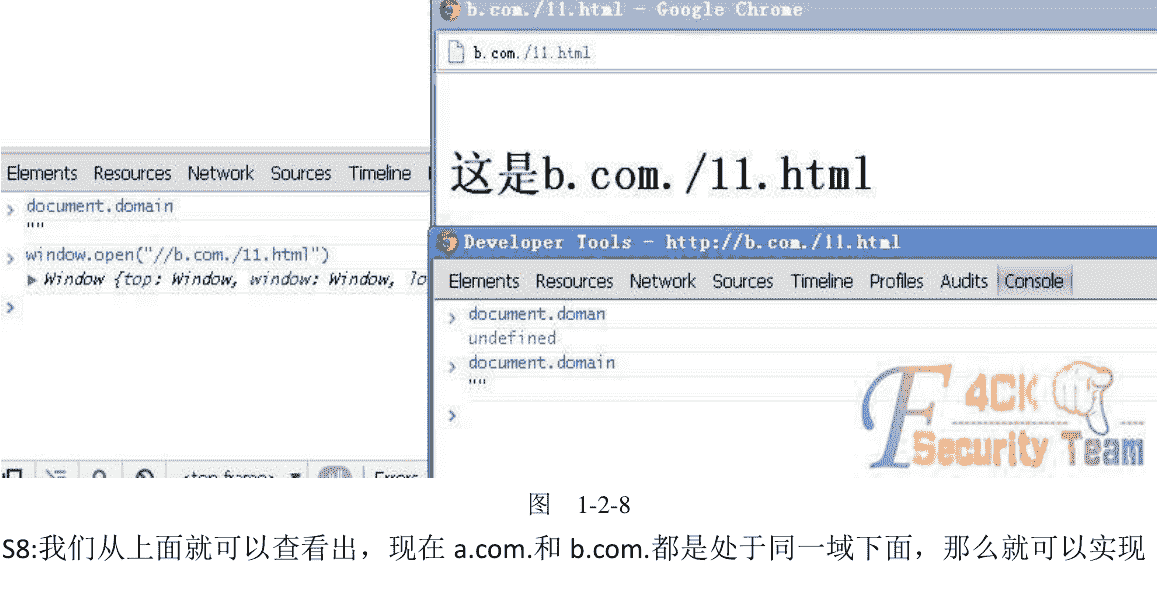 b.com./11.html - Google Chrome
b.com./11.html
这是b.com./11.html
Elements Resources Network Sources Timeline
document.domain
""
window.open("//b.com./11.html")
Window {top: Window, window: Window, lo
Developer Tools - http://b.com./11.html
Elements Resources Network Sources Timeline Profiles Audits Console
document.doman
undefined
document.domain
""
F4CK
Security Team
图 1-2-8
S8:我们从上面就可以查看出，现在 a.com.和 b.com.都是处于同一域下面，那么就可以实现